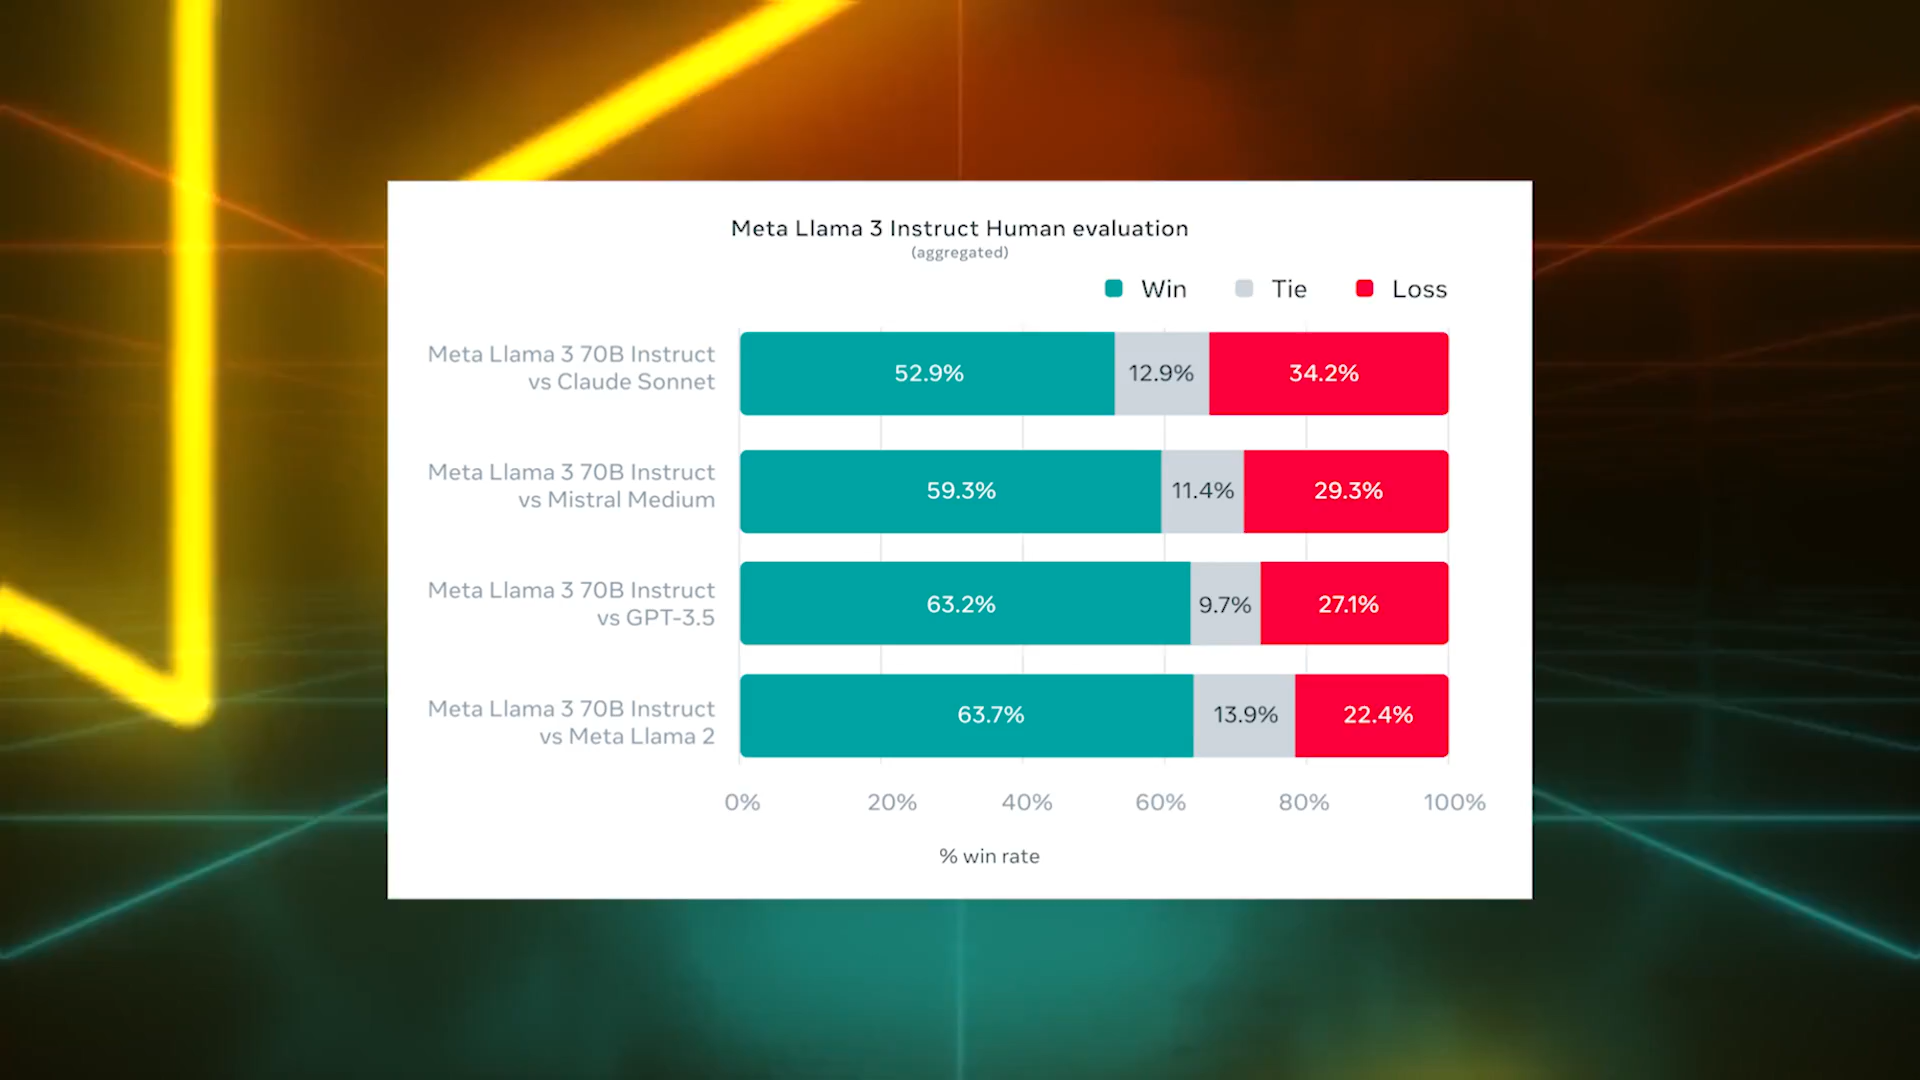 Meta Llama 3 Instruct Human evaluation
(aggregated)
Win Tie Loss
Meta Llama 3 70B Instruct
vs Claude Sonnet
52.9% 12.9% 34.2%
Meta Llama 3 70B Instruct
vs Mistral Medium
59.3% 11.4% 29.3%
Meta Llama 3 70B Instruct
vs GPT-3.5
63.2% 9.7% 27.1%
Meta Llama 3 70B Instruct
vs Meta Llama 2
63.7% 13.9% 22.4%
0% 20% 40% 60% 80% 100%
% win rate